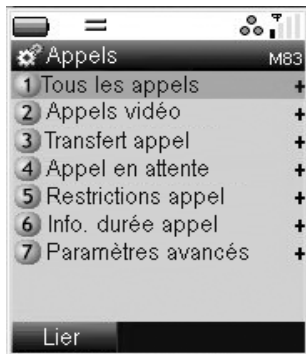 Appels M83
1 Tous les appels +
2 Appels vidéo +
3 Transfert appel +
4 Appel en attente +
5 Restrictions appel +
6 Info. durée appel +
7 Paramètres avancés +
Lier